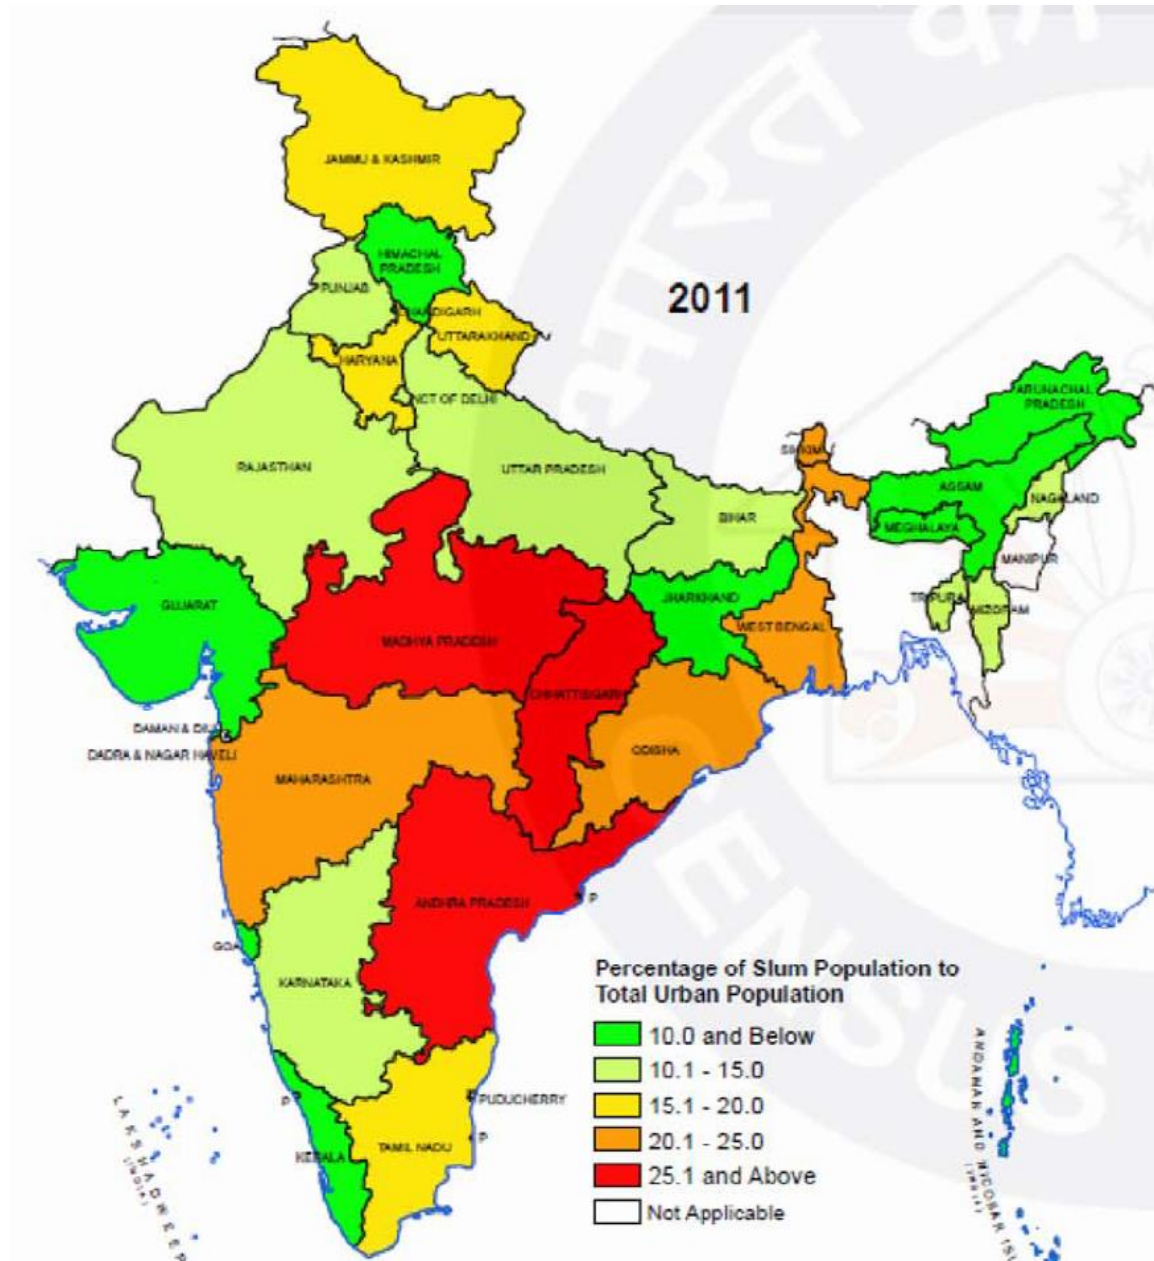 भारत
JAMMU & KASHMIR
HIMACHAL
PRADESH
PUNJAB
CHANDIGARH
UTTARAKHAND
HARYANA
2011
NCT OF DELHI
ARUNACHAL
PRADESH
SIKKIM
RAJASTHAN
UTTAR PRADESH
BIHAR
ASSAM
NAGALAND
MEGHALAYA
MANIPUR
GUJARAT
JHARKHAND
TRIPURA
MIZORAM
WEST BENGAL
MADHYA PRADESH
CHHATTISGARH
DAMAN & DIU
DADRA & NAGAR HAVELI
ODISHA
MAHARASHTRA
ANDHRA PRADESH
P
GOA
KARNATAKA
CENSUS
Percentage of Slum Population to
Total Urban Population
10.0 and Below
10.1 - 15.0
15.1 - 20.0
20.1 - 25.0
25.1 and Above
Not Applicable
P
PUDUCHERRY
P
TAMIL NADU
KERALA
LAKSHADWEEP
(INDIA)
ANDAMAN AND NICOBAR ISL
(INDIA)